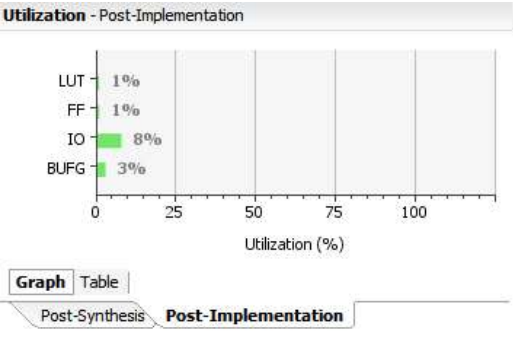 Utilization - Post-Implementation
LUT 1%
FF 1%
IO 8%
BUFG 3%
0 25 50 75 100
Utilization (%)
Graph Table
Post-Synthesis Post-Implementation